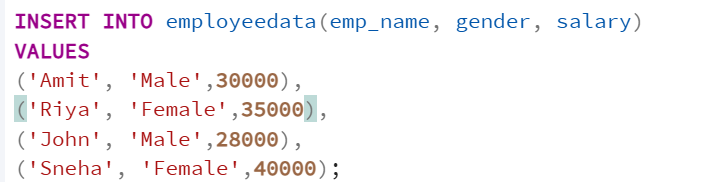 INSERT INTO employeedata(emp_name, gender, salary)
VALUES
('Amit', 'Male',30000),
('Riya', 'Female',35000),
('John', 'Male',28000),
('Sneha', 'Female',40000);